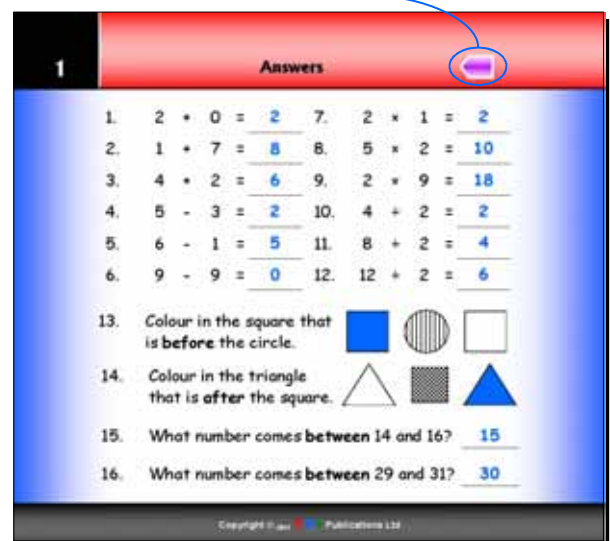 1 Answers
1. 2 + 0 = 2 7. 2 × 1 = 2
2. 1 + 7 = 8 8. 5 × 2 = 10
3. 4 + 2 = 6 9. 2 × 9 = 18
4. 5 - 3 = 2 10. 4 ÷ 2 = 2
5. 6 - 1 = 5 11. 8 ÷ 2 = 4
6. 9 - 9 = 0 12. 12 ÷ 2 = 6
13. Colour in the square that
is before the circle.
14. Colour in the triangle
that is after the square.
15. What number comes between 14 and 16? 15
16. What number comes between 29 and 31? 30
Copyright © Publications Ltd